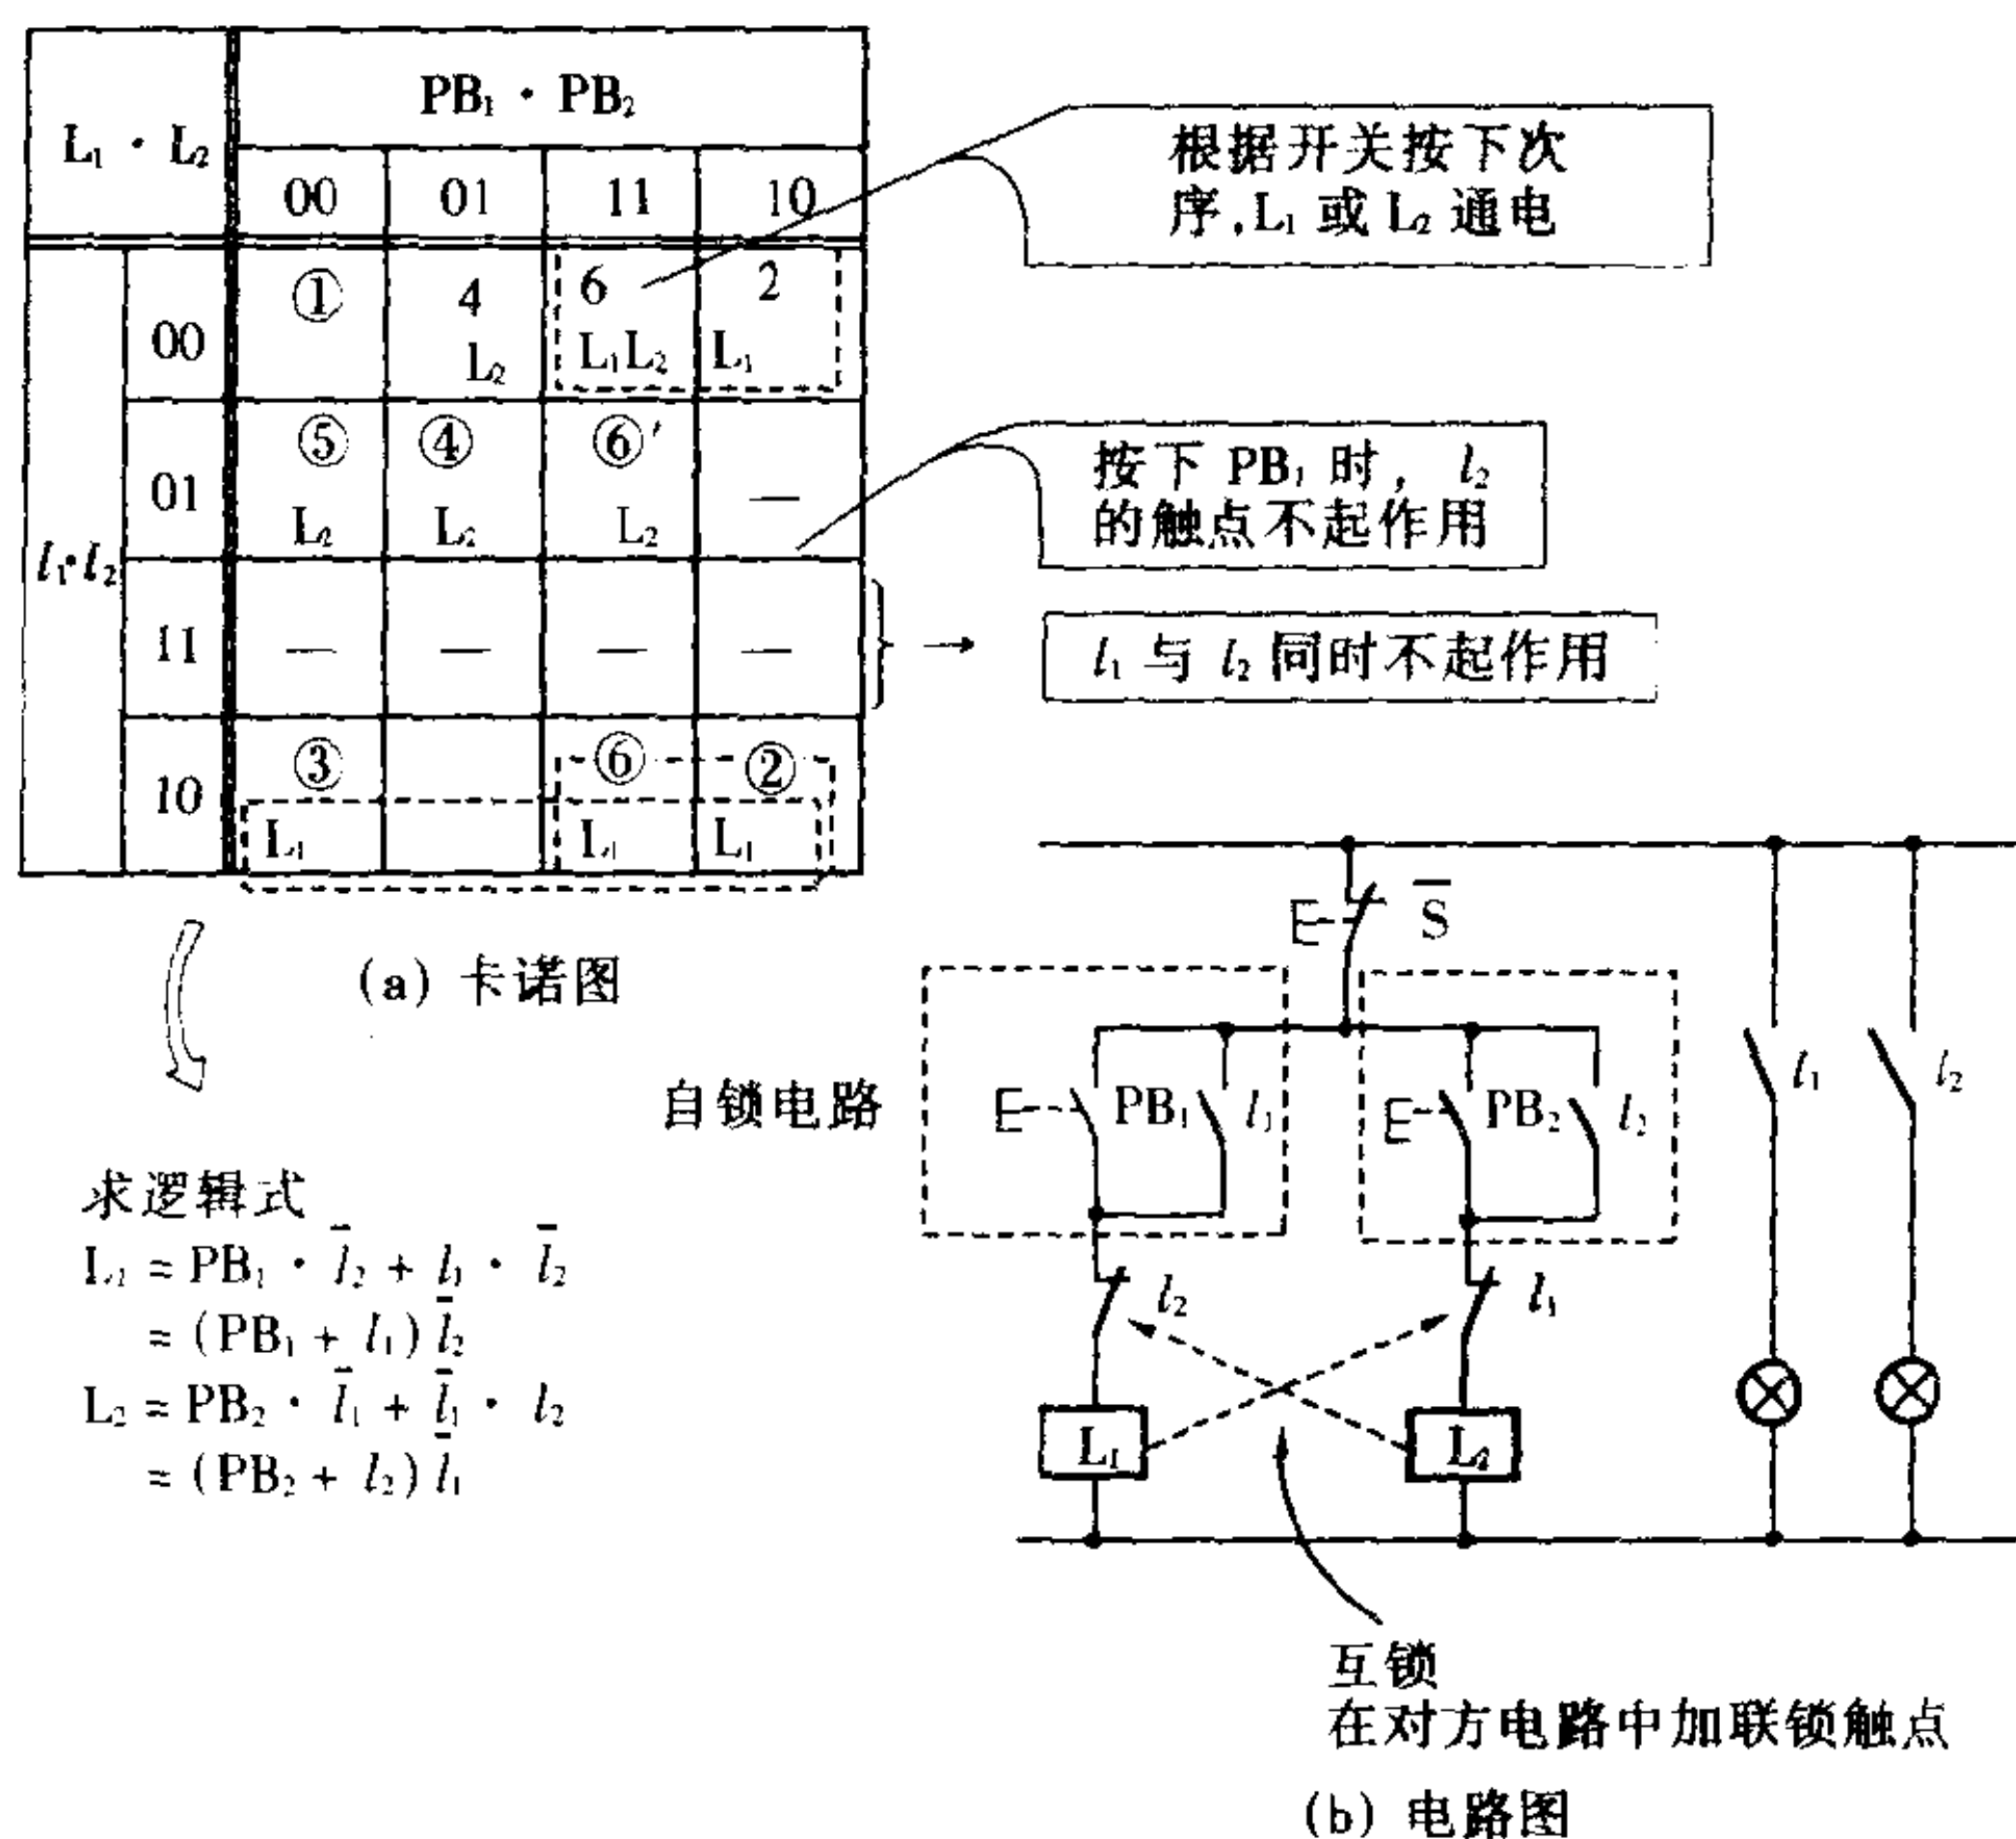 L₁ · L₂
PB₁ · PB₂
00 01 11 10
l₁·l₂
00 ① 4 6 2
L₂ L₁L₂ L₁
01 ⑤ ④ ⑥′ —
L₂ L₂ L₂
11 — — — —
10 ③ ⑥ ②
L₁ L₁ L₁
根据开关按下次
序,L₁ 或 L₂ 通电
按下 PB₁ 时, l₂
的触点不起作用
→
l₁ 与 l₂ 同时不起作用
(a) 卡诺图
求逻辑式
L₁ = PB₁ · l̅₂ + l₁ · l̅₂
= (PB₁ + l₁) l̅₂
L₂ = PB₂ · l̅₁ + l̅₁ · l₂
= (PB₂ + l₂) l̅₁
S̅
自锁电路
PB₁ l₁ PB₂ l₂ l₁ l₂
l₂ l₁
L₁ L₂
互锁
在对方电路中加联锁触点
(b) 电路图